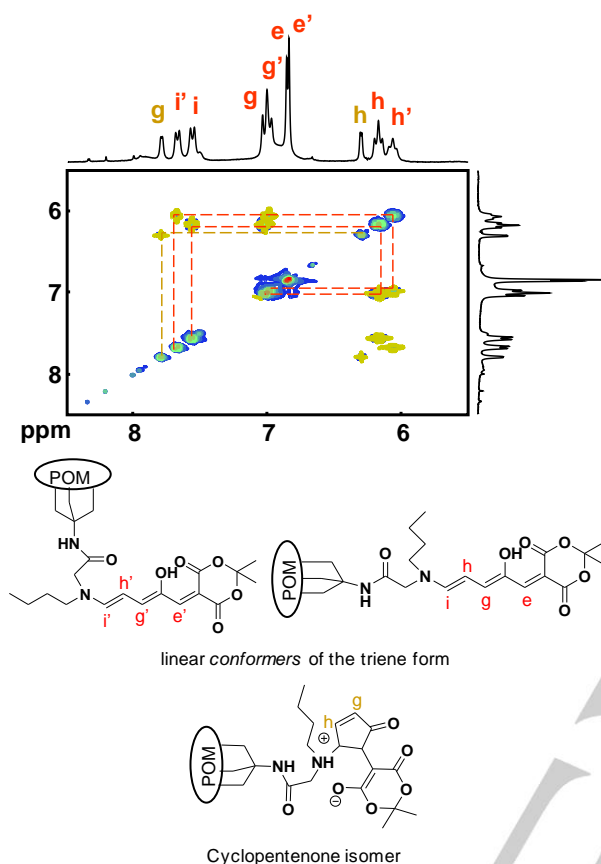 e e'
g'
g i' i g h h h'
6
7
8
ppm 8 7 6
POM
HN O
N OH O O
O O
i' h' g' e'
POM
N H O N OH O O
O O
i h g e
linear conformers of the triene form
h g
O
POM NH NH ⊕
O O O
⊖ O O
Cyclopentenone isomer